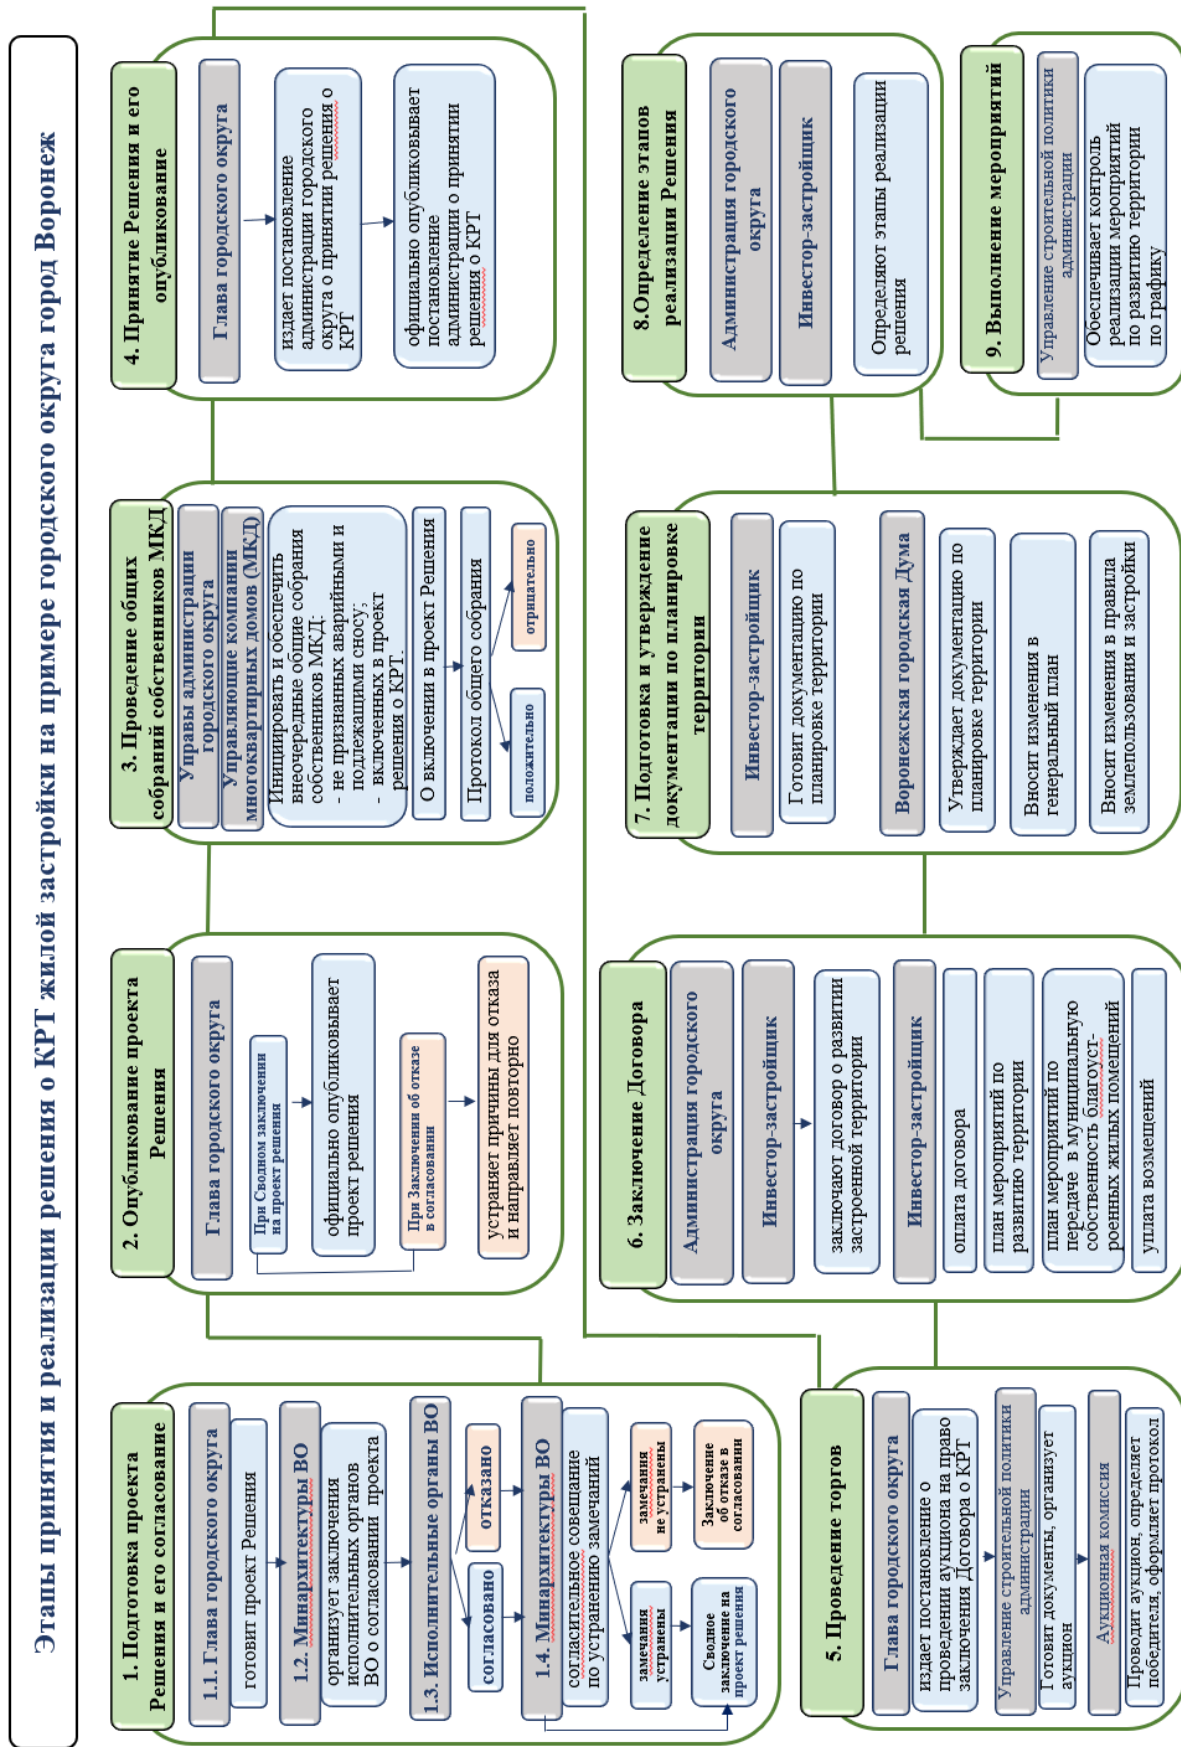 Этапы принятия и реализации решения о КРТ жилой застройки на примере городского округа город Воронеж
1. Подготовка проекта
Решения и его согласование
1.1. Глава городского округа
готовит проект Решения
1.2. Минархитектуры ВО
организует заключения
исполнительных органов
ВО о согласовании проекта
1.3. Исполнительные органы ВО
согласовано
отказано
1.4. Минархитектуры ВО
согласительное совещание
по устранению замечаний
замечания
устранены
замечания
не устранены
Сводное
заключение на
проект решения
Заключение
об отказе в
согласовании
2. Опубликование проекта
Решения
Глава городского округа
При Сводном заключении
на проект решения
официально опубликовывает
проект решения
При Заключении об отказе
в согласовании
устраняет причины для отказа
и направляет повторно
3. Проведение общих
собраний собственников МКД
Управы администрации
городского округа
Управляющие компании
многоквартирных домов (МКД)
Инициировать и обеспечить
внеочередные общие собрания
собственников МКД:
- не признанных аварийными и
подлежащими сносу;
- включенных в проект
решения о КРТ.
О включении в проект Решения
Протокол общего собрания
положительно
отрицательно
4. Принятие Решения и его
опубликование
Глава городского округа
издает постановление
администрации городского
округа о принятии решения о
КРТ
официально опубликовывает
постановление
администрации о принятии
решения о КРТ
5. Проведение торгов
Глава городского округа
издает постановление о
проведении аукциона на право
заключения Договора о КРТ
Управление строительной политики
администрации
Готовит документы, организует
аукцион
Аукционная комиссия
Проводит аукцион, определяет
победителя, оформляет протокол
6. Заключение Договора
Администрация городского
округа
Инвестор-застройщик
заключают договор о развитии
застроенной территории
Инвестор-застройщик
оплата договора
план мероприятий по
развитию территории
план мероприятий по
передаче в муниципальную
собственность благоуст-
роенных жилых помещений
уплата возмещений
7. Подготовка и утверждение
документации по планировке
территории
Инвестор-застройщик
Готовит документацию по
планировке территории
Воронежская городская Дума
Утверждает документацию по
планировке территории
Вносит изменения в
генеральный план
Вносит изменения в правила
землепользования и застройки
8.Определение этапов
реализации Решения
Администрация городского
округа
Инвестор-застройщик
Определяют этапы реализации
решения
9. Выполнение мероприятий
Управление строительной политики
администрации
Обеспечивает контроль
реализации мероприятий
по развитию территории
по графику